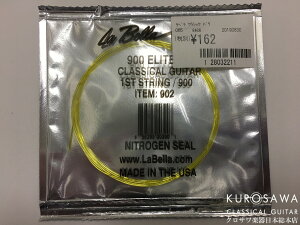 La Bella
900 ELITE
CLASSICAL GUITAR
1ST STRING / 900
ITEM: 902
NITROGEN SEAL
www.LaBella.com
MADE IN THE USA
¥162
1 28032211
KUROSAWA
CLASSICAL GUITAR
クロサワ楽器日本総本店